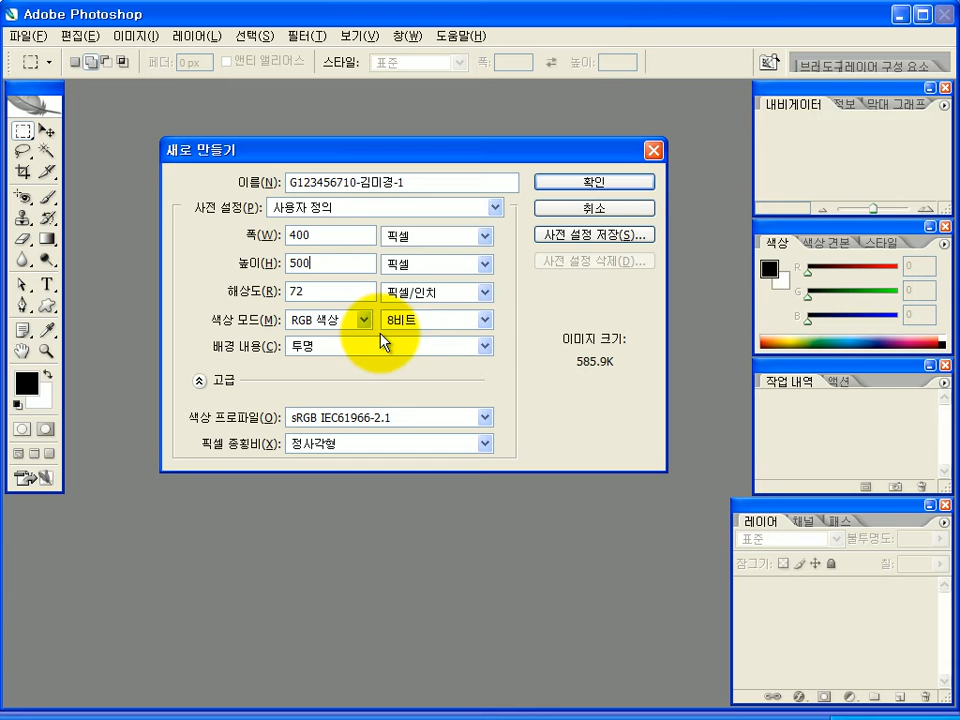 Adobe Photoshop
파일(F) 편집(E) 이미지(I) 레이어(L) 선택(S) 필터(T) 보기(V) 창(W) 도움말(H)
페더: 0 px 앤티 앨리어스 스타일: 표준 폭: 높이: 브러 도구 레이어 구성 요소
내비게이터 정보 막대 그래프
새로 만들기
이름(N): G123456710-김미경-1 확인
사전 설정(P): 사용자 정의 취소
폭(W): 400 픽셀 사전 설정 저장(S)...
높이(H): 500 픽셀 사전 설정 삭제(D)...
해상도(R): 72 픽셀/인치
색상 모드(M): RGB 색상 8비트
배경 내용(C): 투명
이미지 크기:
585.9K
고급
색상 프로파일(O): sRGB IEC61966-2.1
픽셀 종횡비(X): 정사각형
색상 색상 견본 스타일
R 0
G 0
B 0
작업 내역 액션
레이어 채널 패스
표준 불투명도:
잠그기: 칠: